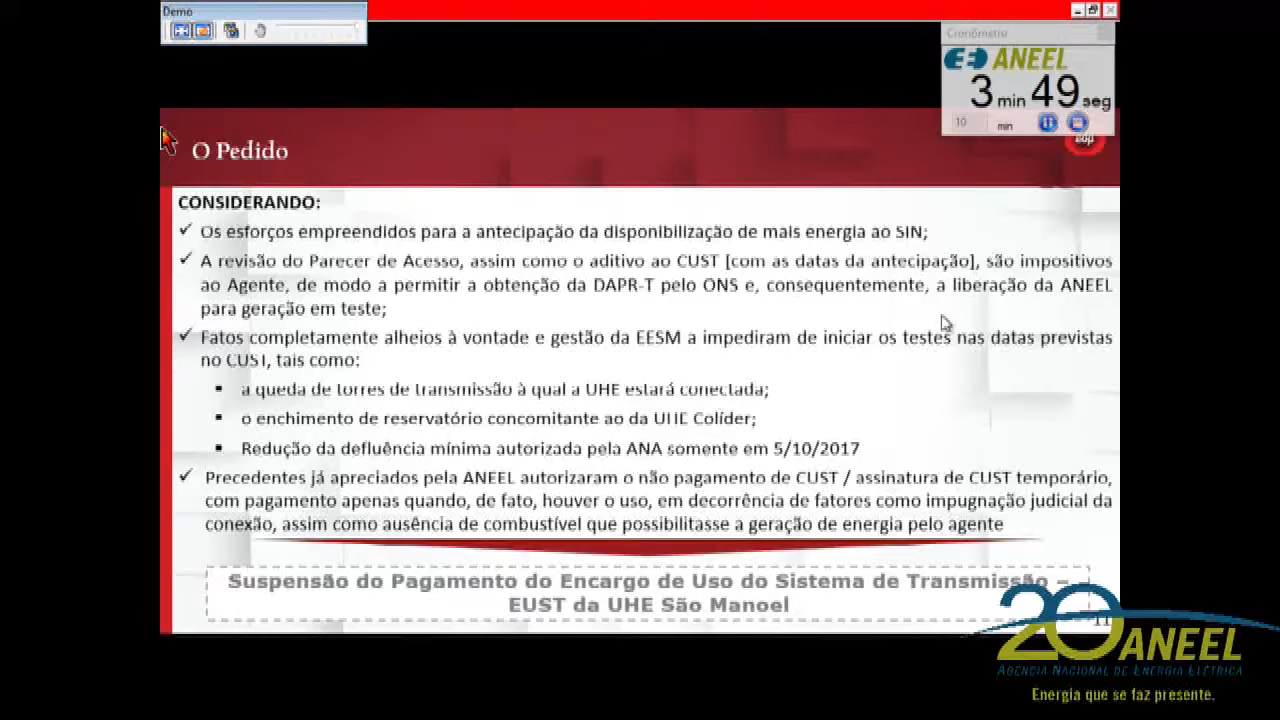 Demo
Cronômetro
ANEEL
3 min 49 seg
10 min
edp
O Pedido
CONSIDERANDO:
✓ Os esforços empreendidos para a antecipação da disponibilização de mais energia ao SIN;
✓ A revisão do Parecer de Acesso, assim como o aditivo ao CUST [com as datas da antecipação], são impositivos
ao Agente, de modo a permitir a obtenção da DAPR-T pelo ONS e, consequentemente, a liberação da ANEEL
para geração em teste;
✓ Fatos completamente alheios à vontade e gestão da EESM a impediram de iniciar os testes nas datas previstas
no CUST, tais como:
▪ a queda de torres de transmissão à qual a UHE estará conectada;
▪ o enchimento de reservatório concomitante ao da UHE Colíder;
▪ Redução da defluência mínima autorizada pela ANA somente em 5/10/2017
✓ Precedentes já apreciados pela ANEEL autorizaram o não pagamento de CUST / assinatura de CUST temporário,
com pagamento apenas quando, de fato, houver o uso, em decorrência de fatores como impugnação judicial da
conexão, assim como ausência de combustível que possibilitasse a geração de energia pelo agente
Suspensão do Pagamento do Encargo de Uso do Sistema de Transmissão –
EUST da UHE São Manoel
11
20 ANEEL
AGÊNCIA NACIONAL DE ENERGIA ELÉTRICA
Energia que se faz presente.